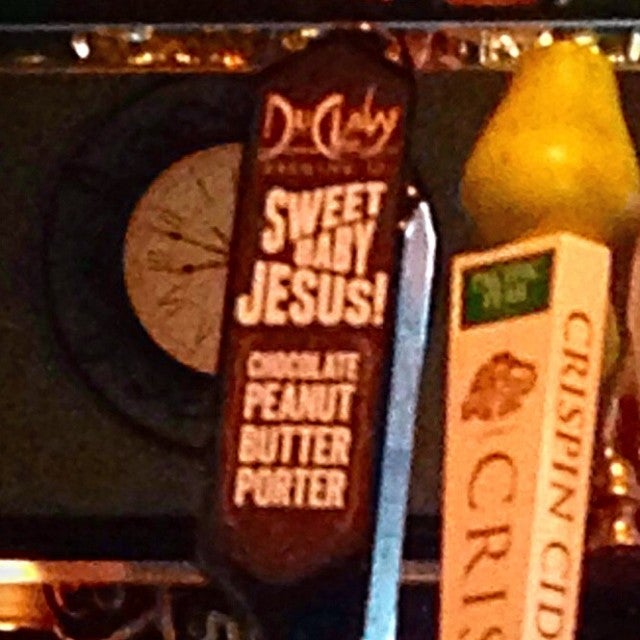 DuClaw
SWEET
BABY
JESUS!
CHOCOLATE
PEANUT
BUTTER
PORTER
CRIS
CRISPIN CID